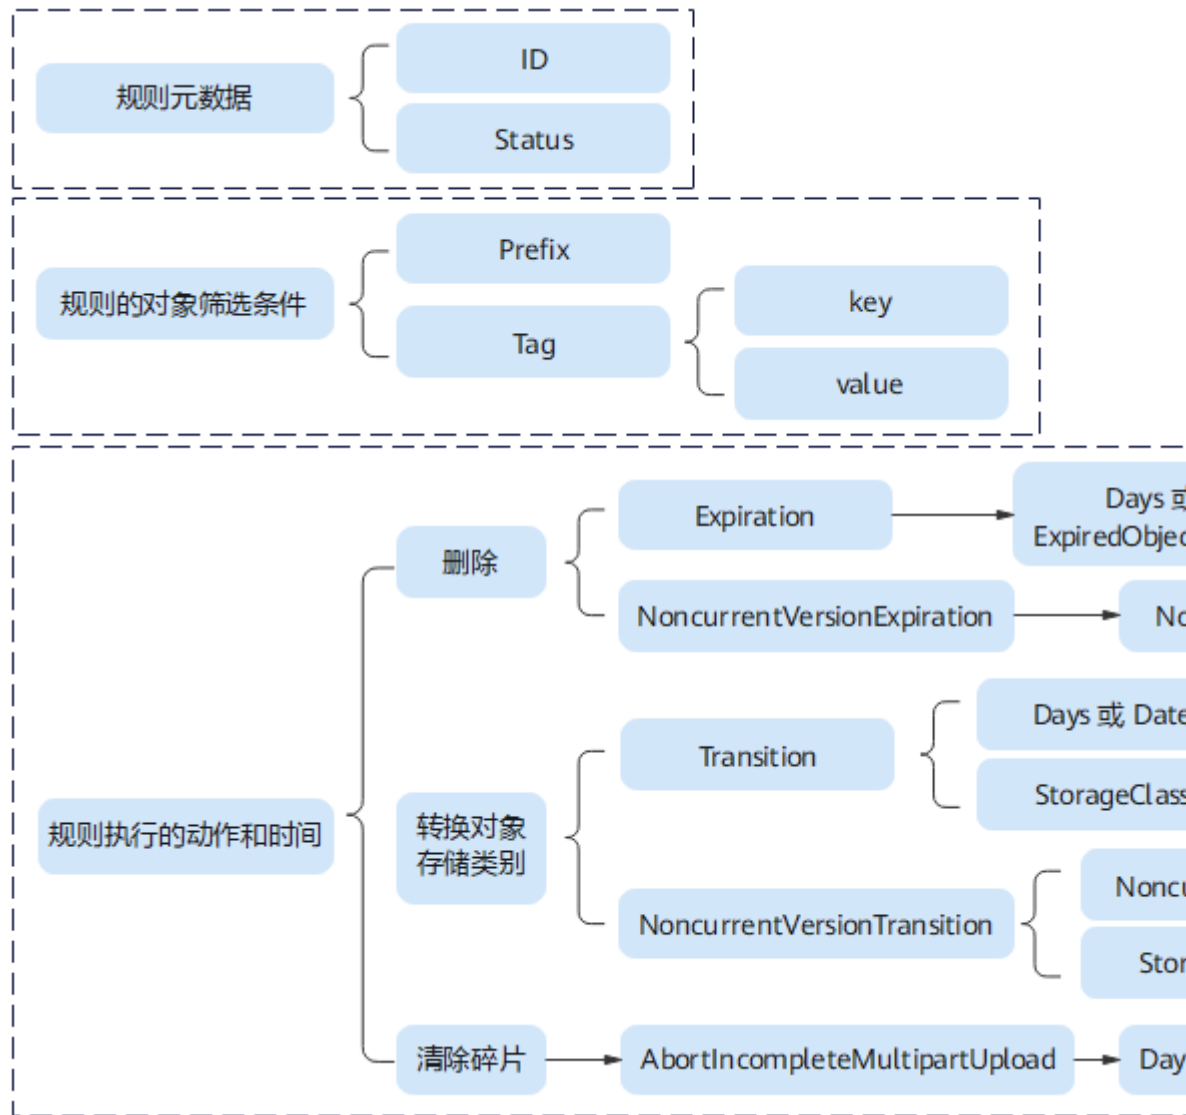 规则元数据
ID
Status
规则的对象筛选条件
Prefix
Tag
key
value
规则执行的动作和时间
删除
Expiration
Days
NoncurrentVersionExpiration
转换对象
存储类别
Transition
Days 或 Date
StorageClass
NoncurrentVersionTransition
清除碎片
AbortIncompleteMultipartUpload